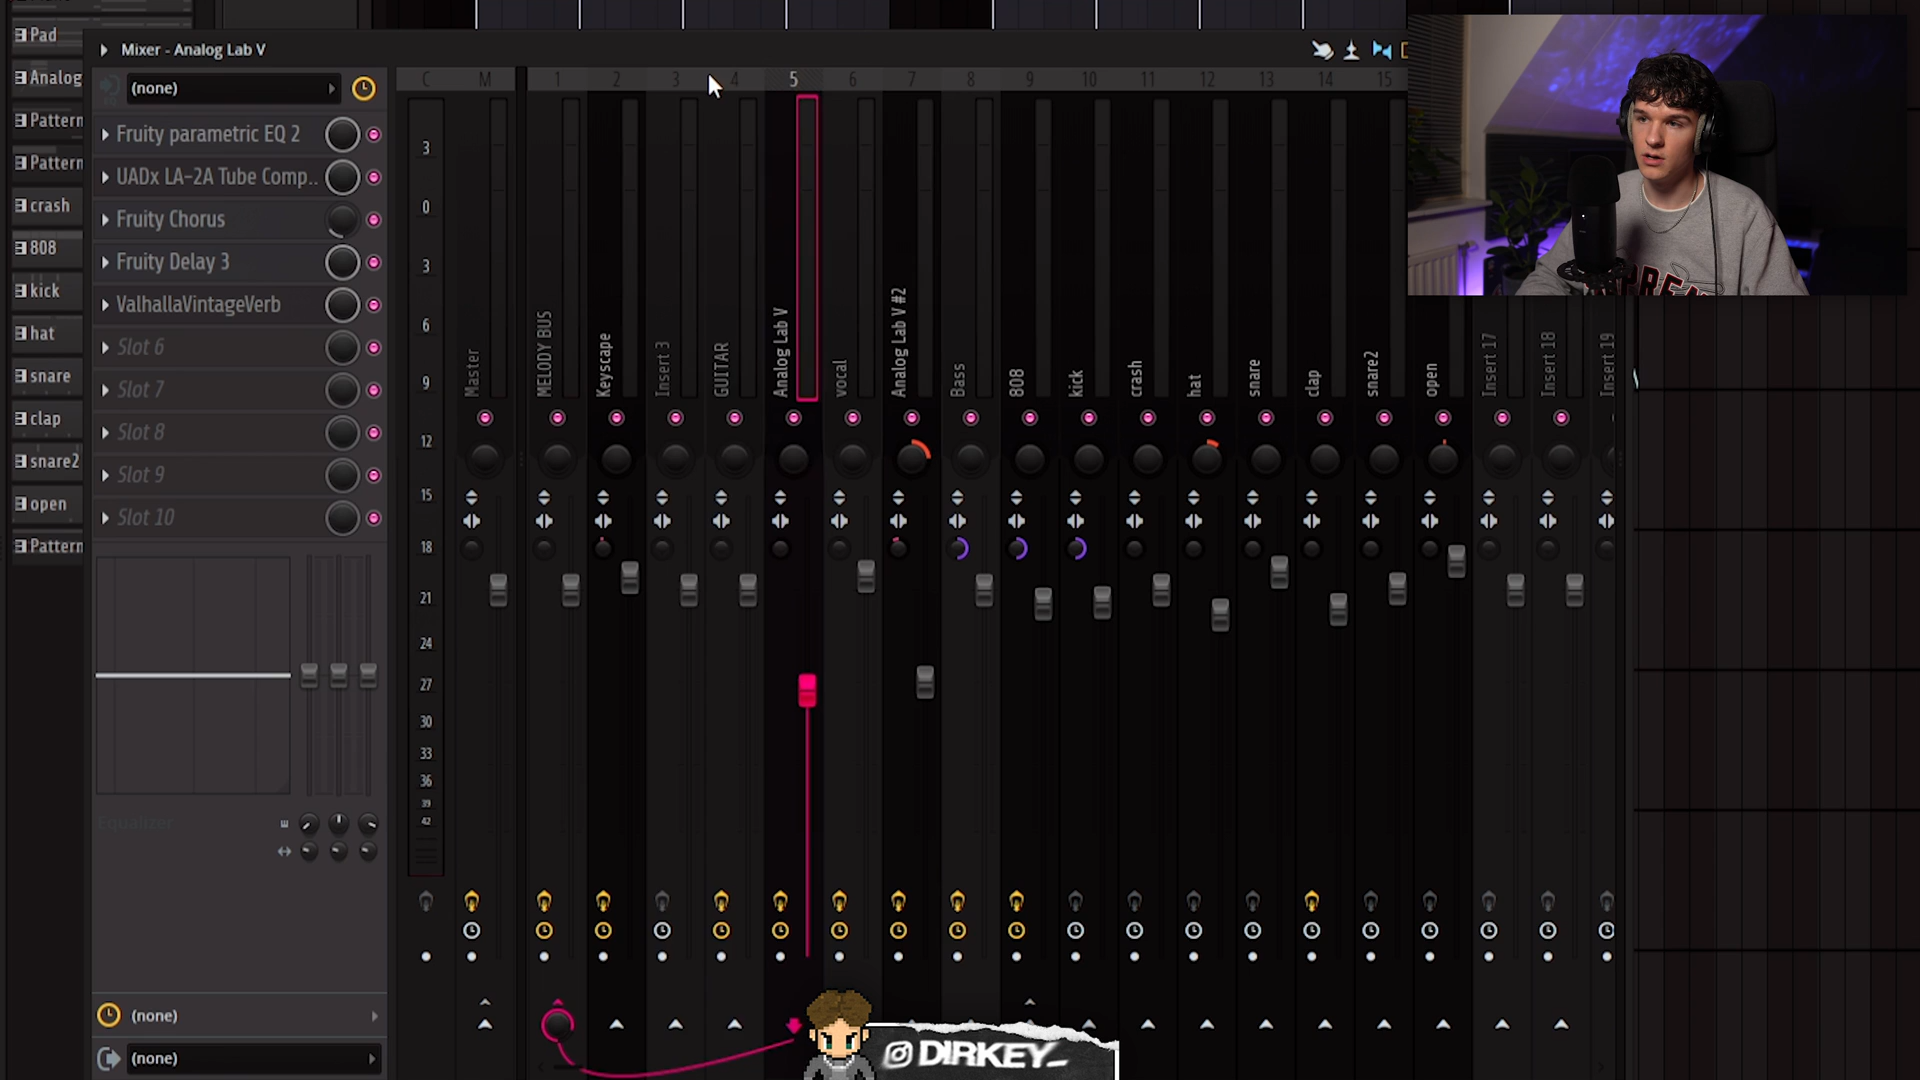 Pad
Analog
Pattern
Pattern
crash
808
kick
hat
snare
clap
snare2
open
Pattern
Mixer - Analog Lab V
(none)
Fruity parametric EQ 2
UADx LA-2A Tube Comp..
Fruity Chorus
Fruity Delay 3
ValhallaVintageVerb
Slot 6
Slot 7
Slot 8
Slot 9
Slot 10
Equalizer
(none)
(none)
C M 1 2 3 4 5 6 7 8 9 10 11 12 13 14 15
3
0
3
6
9
12
15
18
21
24
27
30
33
36
39
42
Master
MELODY BUS
Keyscape
Insert 3
GUITAR
Analog Lab V
vocal
Analog Lab V #2
Bass
808
kick
crash
hat
snare
clap
snare2
open
Insert 17
Insert 18
Insert 19
DIRKEY_